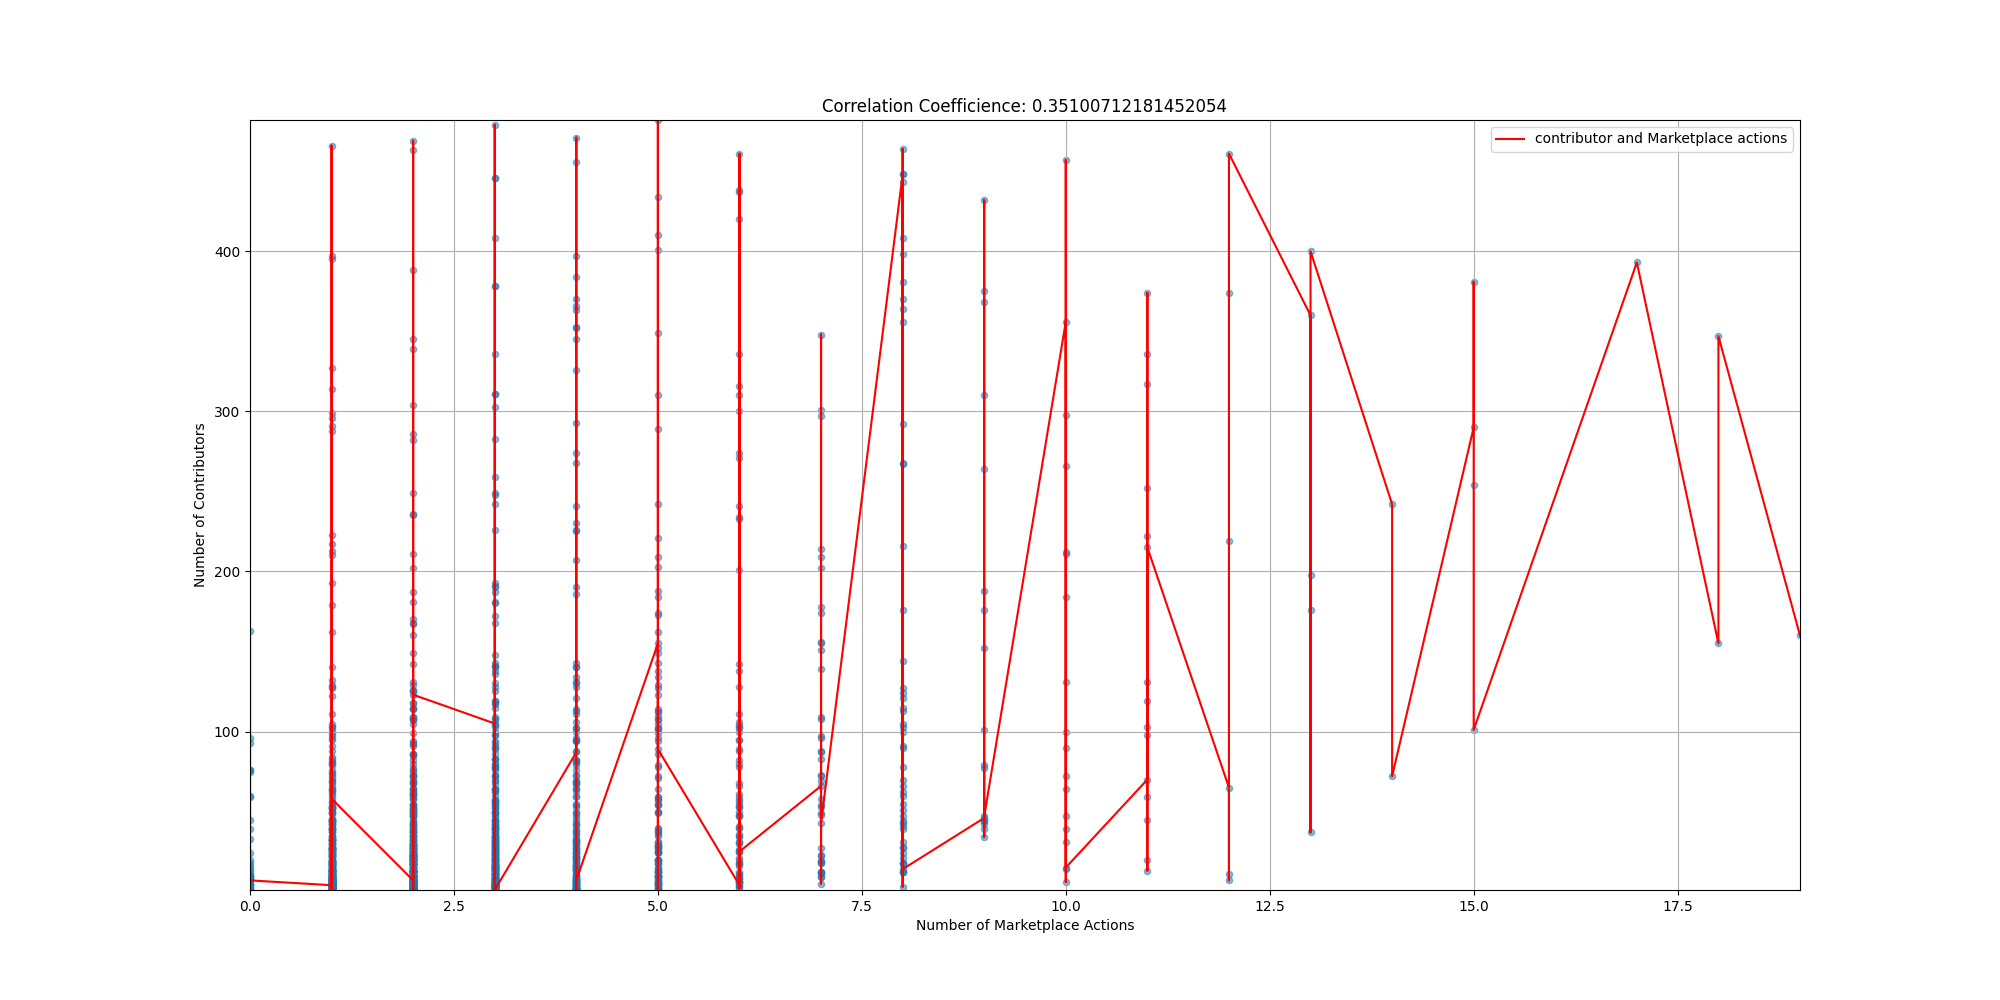 Correlation Coefficience: 0.35100712181452054
contributor and Marketplace actions
Number of Contributors
400
300
200
100
0.0 2.5 5.0 7.5 10.0 12.5 15.0 17.5
Number of Marketplace Actions